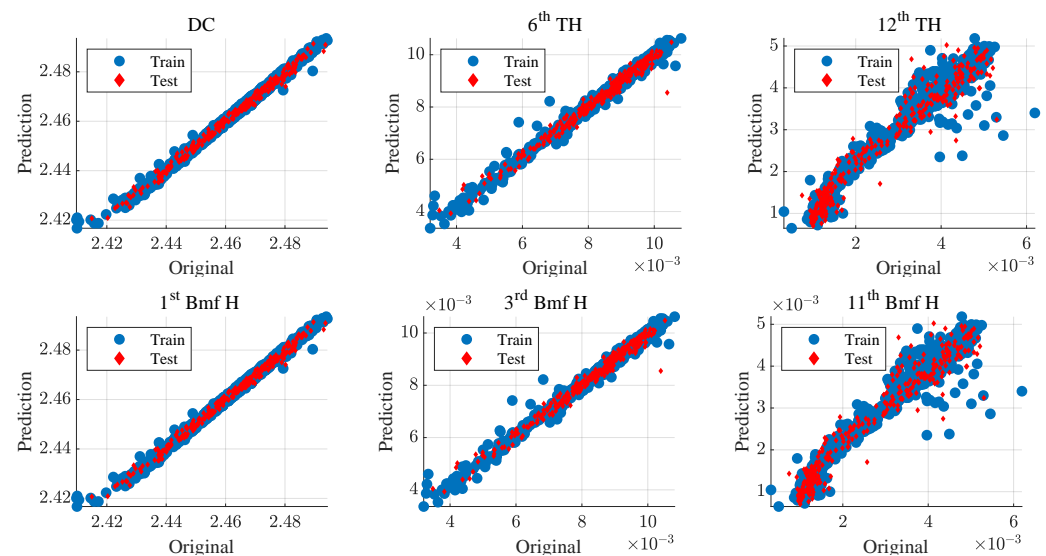 DC
Train
Test
2.48
2.46
2.44
2.42
Prediction
2.42 2.44 2.46 2.48
Original
6th TH
Train
Test
10
8
6
4
Prediction
4 6 8 10
Original
×10−3
12th TH
Train
Test
5
4
3
2
1
Prediction
2 4 6
Original
×10−3
1st Bmf H
Train
Test
2.48
2.46
2.44
2.42
Prediction
2.42 2.44 2.46 2.48
Original
×10−3
3rd Bmf H
Train
Test
10
8
6
4
Prediction
4 6 8 10
Original
×10−3
×10−3
11th Bmf H
Train
Test
5
4
3
2
1
Prediction
2 4 6
Original
×10−3